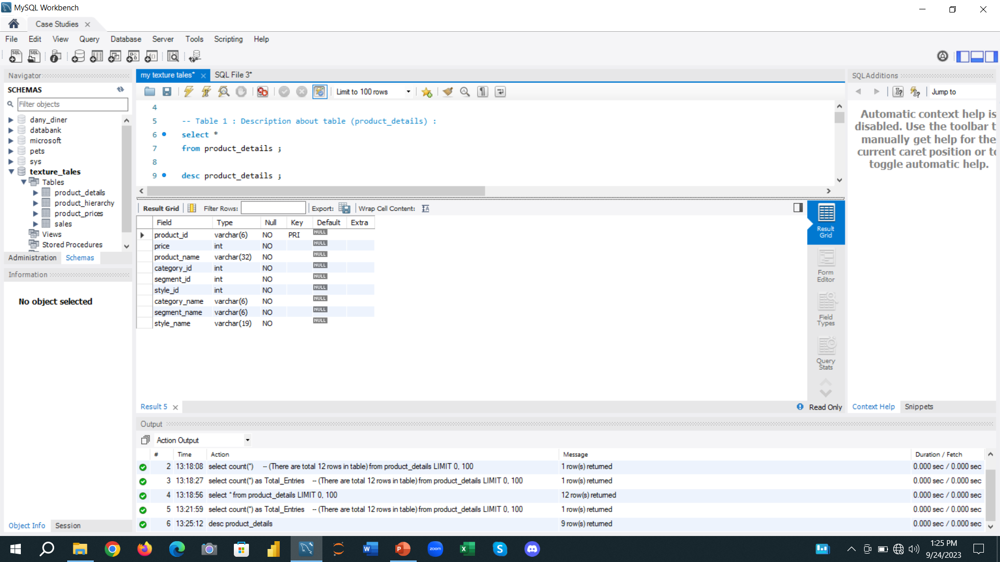 MySQL Workbench
Case Studies
File Edit View Query Database Server Tools Scripting Help
Navigator
SCHEMAS
Filter objects
dany_diner
databank
microsoft
pets
sys
texture_tales
Tables
product_details
product_hierarchy
product_prices
sales
Views
Stored Procedures
Administration Schemas
Information
No object selected
Object Info Session
my texture tales* SQL File 3*
Limit to 100 rows
4
5 -- Table 1 : Description about table (product_details) :
6 select *
7 from product_details ;
8
9 desc product_details ;
Result Grid Filter Rows: Export: Wrap Cell Content:
Field Type Null Key Default Extra
product_id varchar(6) NO PRI NULL
price int NO NULL
product_name varchar(32) NO NULL
category_id int NO NULL
segment_id int NO NULL
style_id int NO NULL
category_name varchar(6) NO NULL
segment_name varchar(6) NO NULL
style_name varchar(19) NO NULL
Result
Grid
Form
Editor
Field
Types
Query
Stats
Result 5
Read Only
SQLAdditions
Jump to
Automatic context help is
disabled. Use the toolbar t
manually get help for the
current caret position or to
toggle automatic help.
Context Help Snippets
Output
Action Output
# Time Action Message Duration / Fetch
2 13:18:08 select count(*) -- (There are total 12 rows in table) from product_details LIMIT 0, 100 1 row(s) returned 0.000 sec / 0.000 sec
3 13:18:27 select count(*) as Total_Entries -- (There are total 12 rows in table) from product_details LIMIT 0, 100 1 row(s) returned 0.000 sec / 0.000 sec
4 13:18:56 select * from product_details LIMIT 0, 100 12 row(s) returned 0.000 sec / 0.000 sec
5 13:21:59 select count(*) as Total_Entries -- (There are total 12 rows in table) from product_details LIMIT 0, 100 1 row(s) returned 0.000 sec / 0.000 sec
6 13:25:12 desc product_details 9 row(s) returned 0.000 sec / 0.000 sec
zoom
1:25 PM
9/24/2023